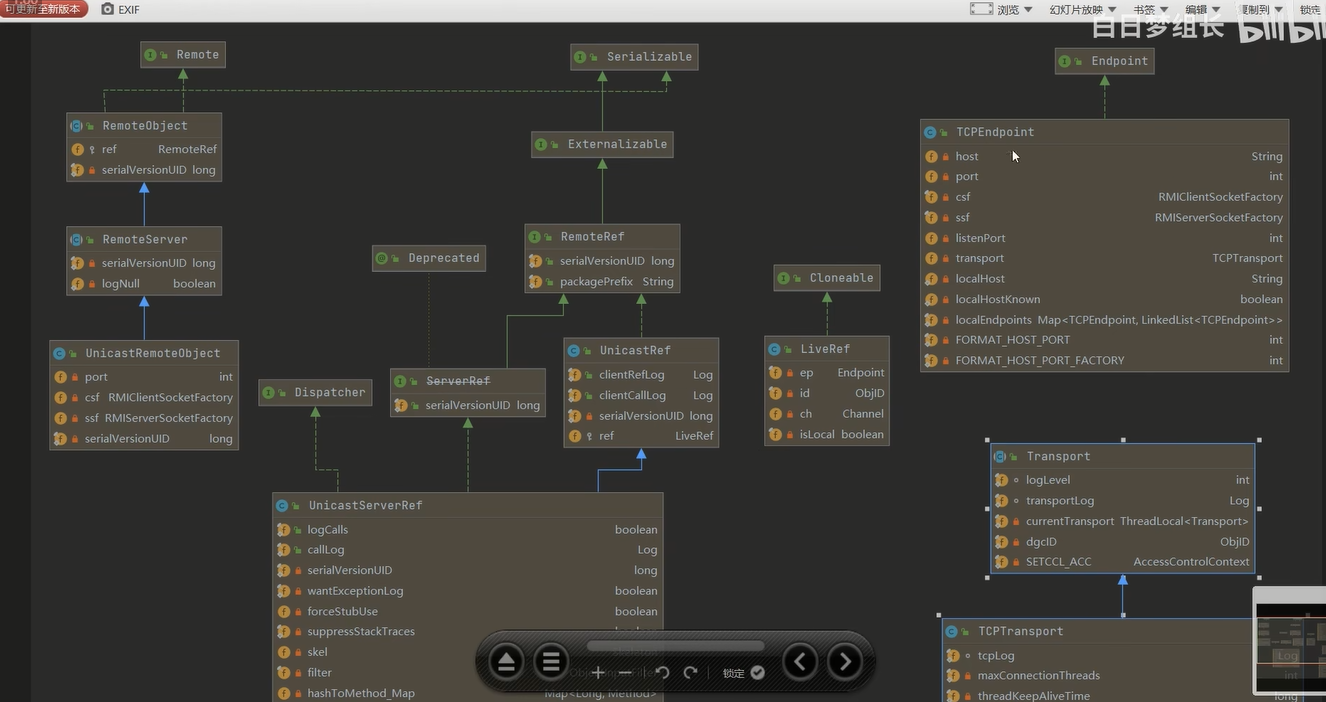 可更新至新版本
EXIF
浏览
幻灯片放映
书签
编辑
复制到
锁定
白日梦组长
Remote
Serializable
Endpoint
RemoteObject
ref RemoteRef
serialVersionUID long
Externalizable
TCPEndpoint
host String
port int
csf RMIClientSocketFactory
ssf RMIServerSocketFactory
listenPort int
transport TCPTransport
localHost String
localHostKnown boolean
localEndpoints Map<TCPEndpoint, LinkedList<TCPEndpoint>>
FORMAT_HOST_PORT int
FORMAT_HOST_PORT_FACTORY int
RemoteServer
serialVersionUID long
logNull boolean
Deprecated
RemoteRef
serialVersionUID long
packagePrefix String
Cloneable
UnicastRemoteObject
port int
csf RMIClientSocketFactory
ssf RMIServerSocketFactory
serialVersionUID long
Dispatcher
ServerRef
serialVersionUID long
UnicastRef
clientRefLog Log
clientCallLog Log
serialVersionUID long
ref LiveRef
LiveRef
ep Endpoint
id ObjID
ch Channel
isLocal boolean
Transport
logLevel int
transportLog Log
currentTransport ThreadLocal<Transport>
dgcID ObjID
SETCCL_ACC AccessControlContext
UnicastServerRef
logCalls boolean
callLog Log
serialVersionUID long
wantExceptionLog boolean
forceStubUse boolean
suppressStackTraces
skel
filter
hashToMethod_Map Map<Long, Method>
锁定
TCPTransport
tcpLog Log
maxConnectionThreads int
threadKeepAliveTime long